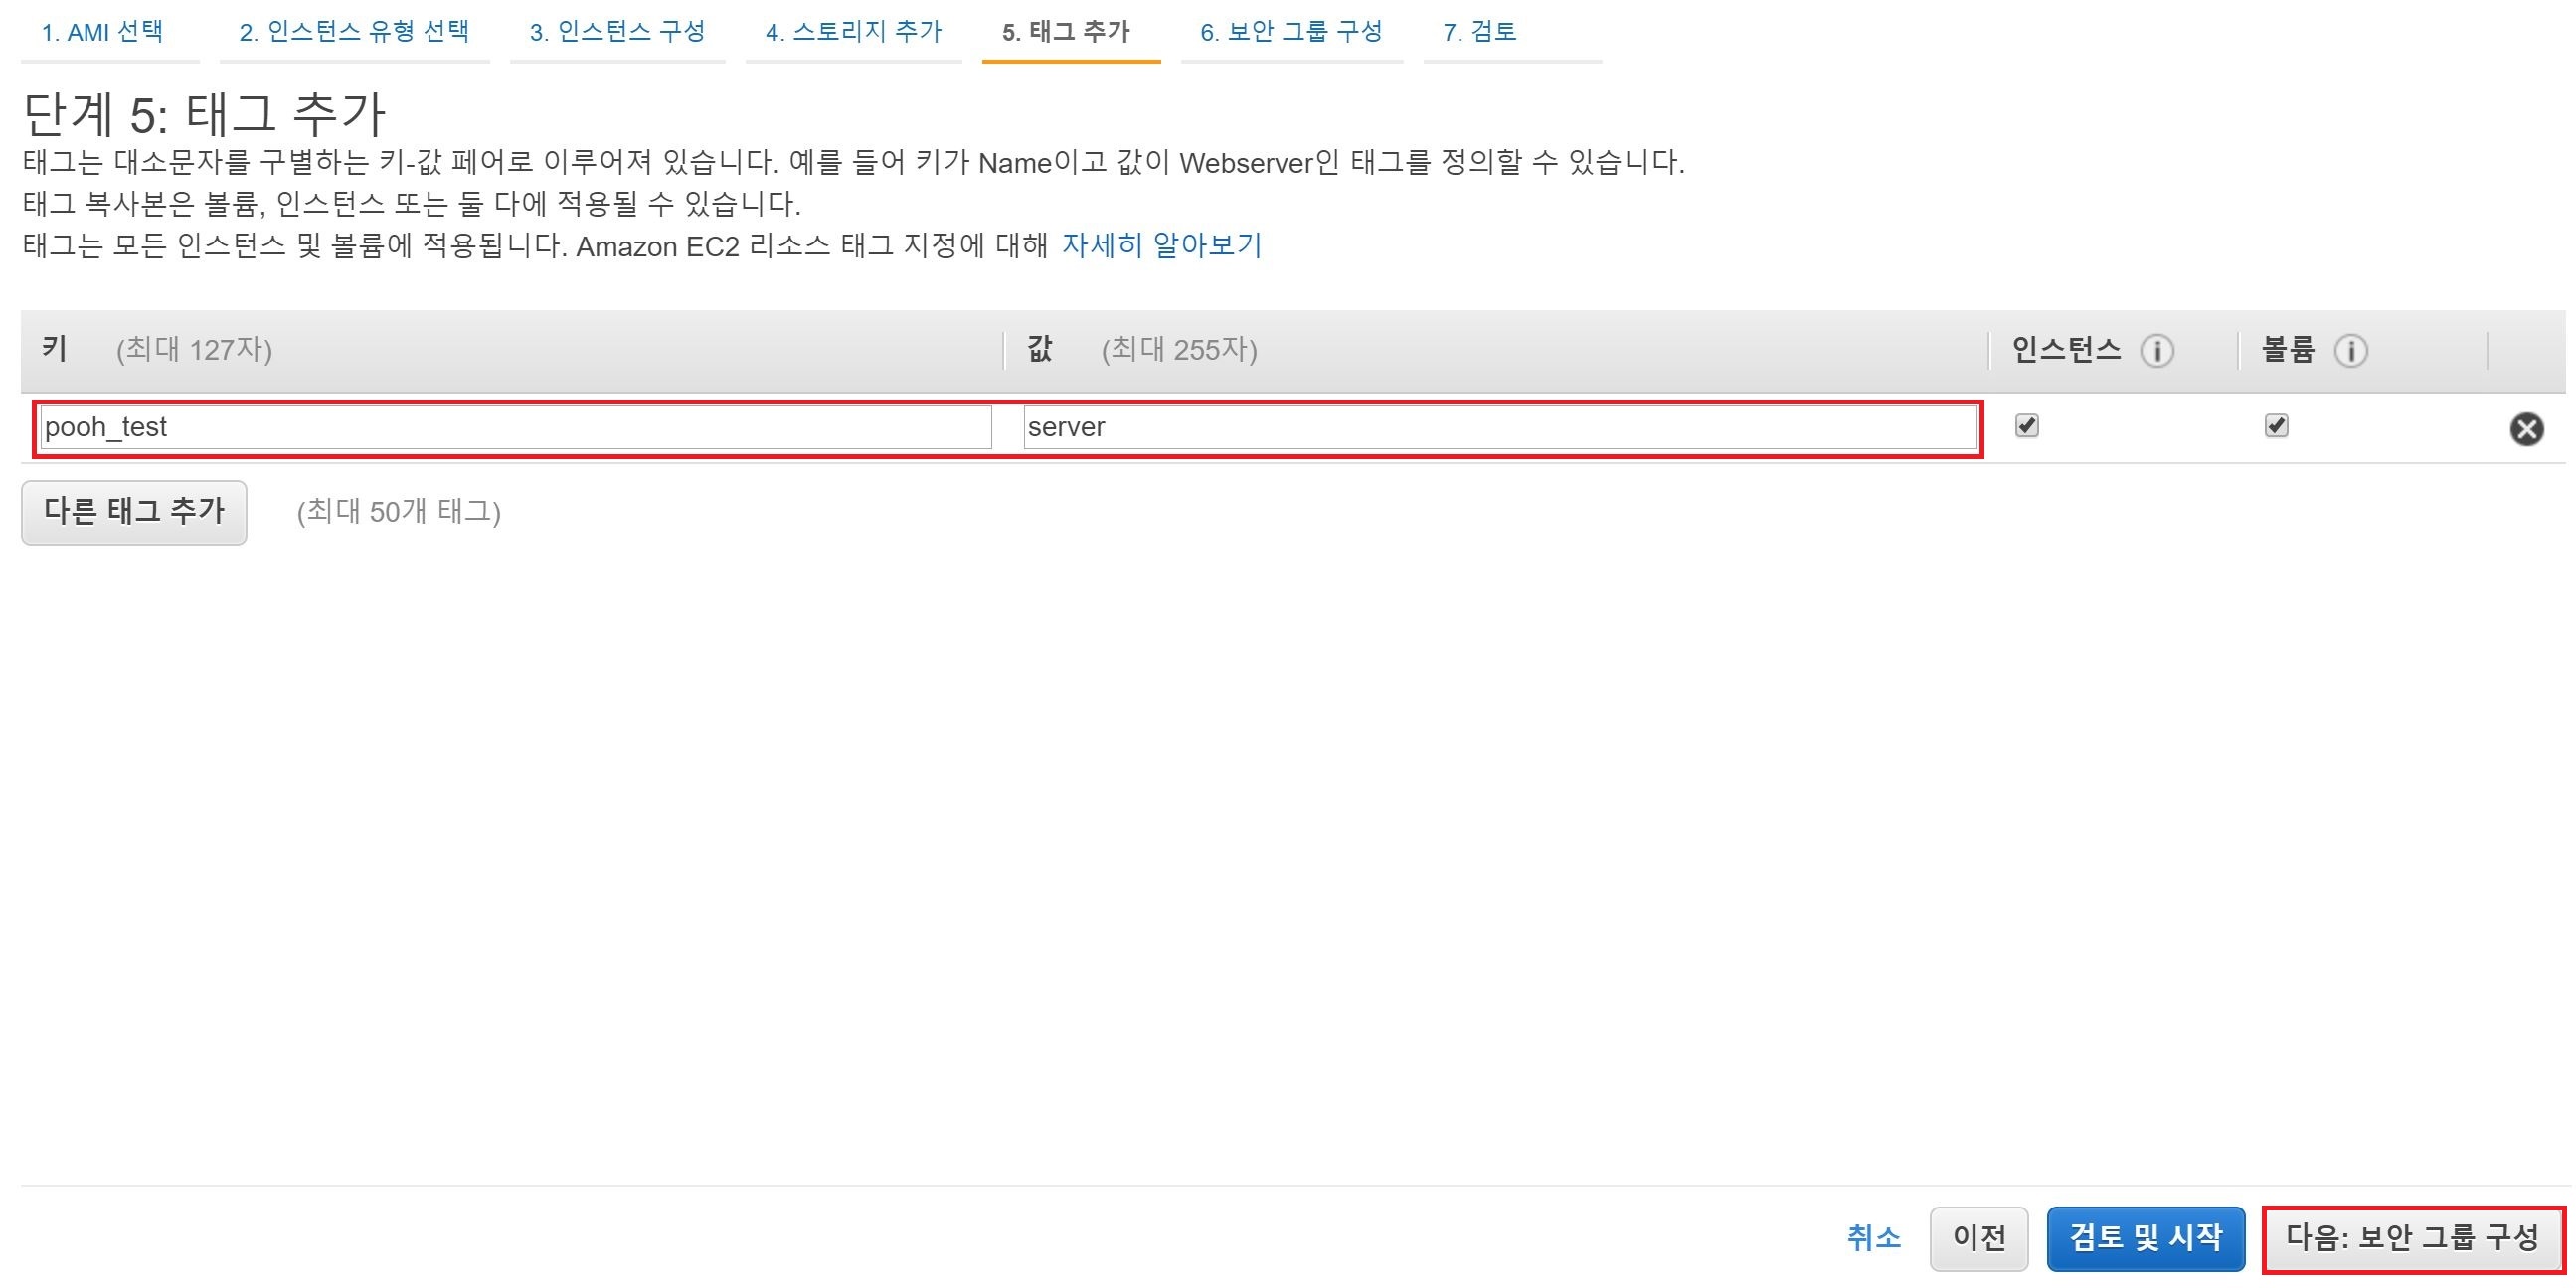 1. AMI 선택 2. 인스턴스 유형 선택 3. 인스턴스 구성 4. 스토리지 추가 5. 태그 추가 6. 보안 그룹 구성 7. 검토
단계 5: 태그 추가
태그는 대소문자를 구별하는 키-값 페어로 이루어져 있습니다. 예를 들어 키가 Name이고 값이 Webserver인 태그를 정의할 수 있습니다.
태그 복사본은 볼륨, 인스턴스 또는 둘 다에 적용될 수 있습니다.
태그는 모든 인스턴스 및 볼륨에 적용됩니다. Amazon EC2 리소스 태그 지정에 대해 자세히 알아보기
키 (최대 127자) 값 (최대 255자) 인스턴스 볼륨
pooh_test server
다른 태그 추가 (최대 50개 태그)
취소 이전 검토 및 시작 다음: 보안 그룹 구성